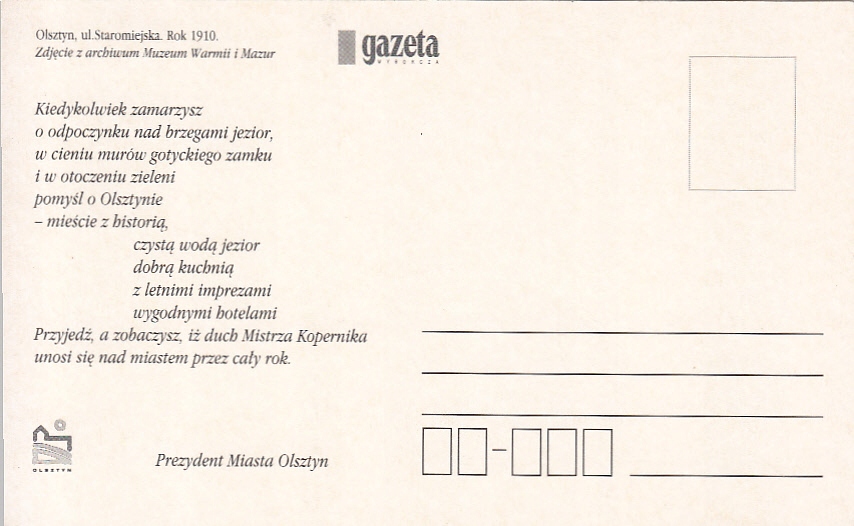 Olsztyn, ul.Staromiejska. Rok 1910.
Zdjęcie z archiwum Muzeum Warmii i Mazur
gazeta
WYBORCZA
Kiedykolwiek zamarzysz
o odpoczynku nad brzegami jezior,
w cieniu murów gotyckiego zamku
i w otoczeniu zieleni
pomyśl o Olsztynie
– mieście z historią,
czystą wodą jezior
dobrą kuchnią
z letnimi imprezami
wygodnymi hotelami
Przyjedź, a zobaczysz, iż duch Mistrza Kopernika
unosi się nad miastem przez cały rok.
OLSZTYN
Prezydent Miasta Olsztyn